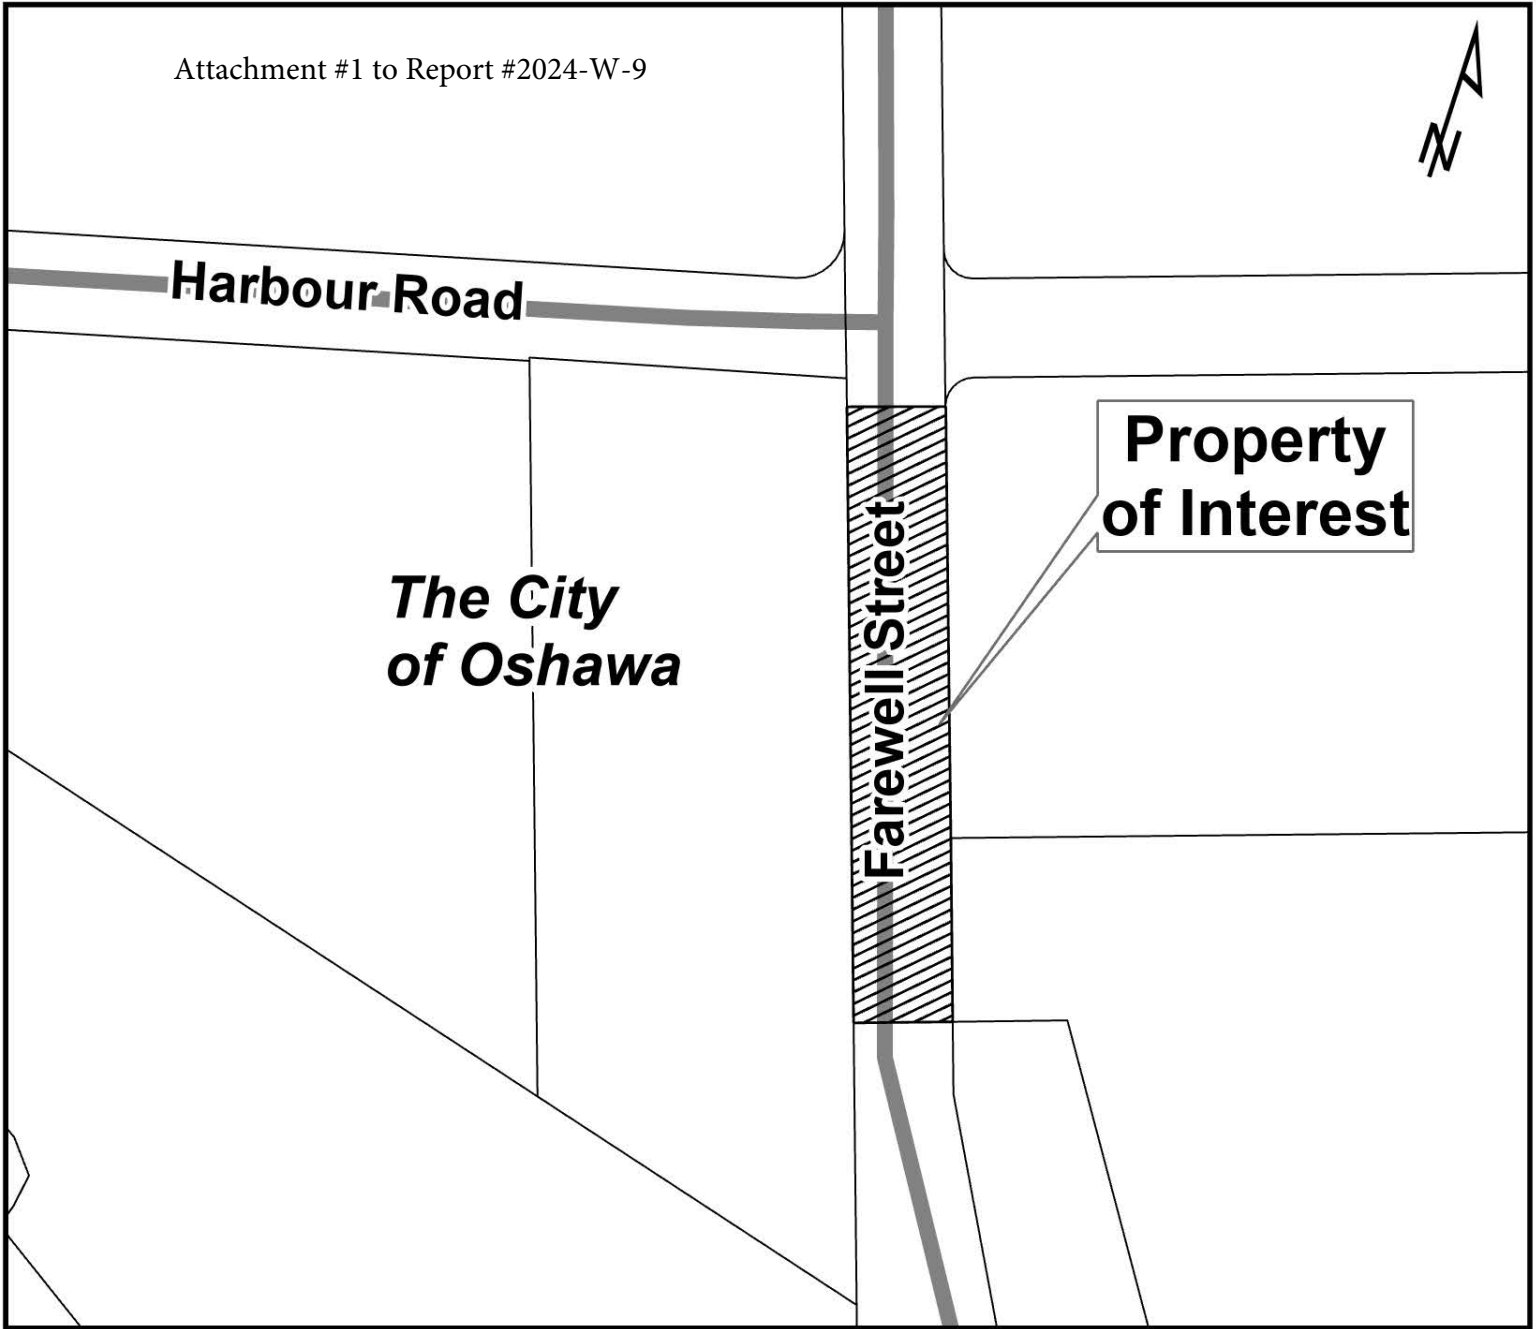 Attachment #1 to Report #2024-W-9
N
Harbour Road
Property
of Interest
The City
of Oshawa
Farewell Street